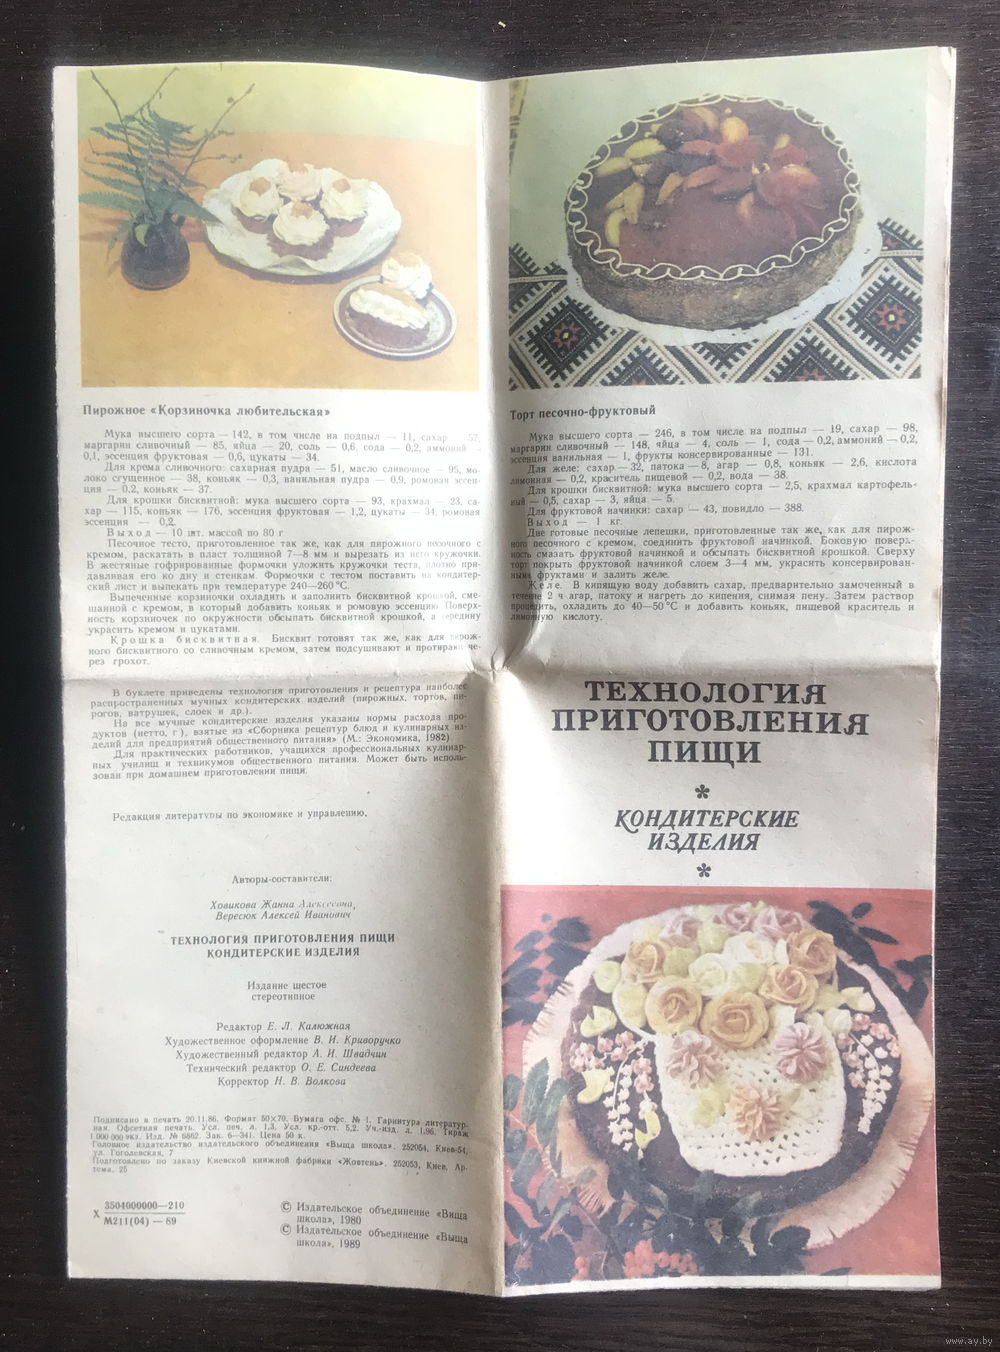 Пирожное «Корзиночка любительская»
Мука высшего сорта — 142, в том числе на подпыл — 11, сахар — 57,
маргарин сливочный — 85, яйца — 20, соль — 0,6, сода — 0,2, аммоний —
0,1, эссенция фруктовая — 0,6, цукаты — 34.
Для крема сливочного: сахарная пудра — 51, масло сливочное — 95, мо-
локо сгущенное — 38, коньяк — 0,3, ванильная пудра — 0,9, ромовая эссен-
ция — 0,2, коньяк — 37.
Для крошки бисквитной: мука высшего сорта — 93, крахмал — 23, са-
хар — 115, коньяк — 176, эссенция фруктовая — 1,2, цукаты — 34, ромовая
эссенция — 0,2.
Выход — 10 шт. массой по 80 г
Песочное тесто, приготовленное так же, как для пирожного песочного с
кремом, раскатать в пласт толщиной 7—8 мм и вырезать из него кружочки.
В жестяные гофрированные формочки уложить кружочки теста, плотно при-
давливая его ко дну и стенкам. Формочки с тестом поставить на кондитер-
ский лист и выпекать при температуре 240—260 °C.
Выпеченные корзиночки охладить и заполнить бисквитной крошкой, сме-
шанной с кремом, в который добавить коньяк и ромовую эссенцию. Поверх-
ность корзиночек по окружности обсыпать бисквитной крошкой, а середину
украсить кремом и цукатами.
Крошка бисквитная. Бисквит готовят так же, как для пирож-
ного бисквитного со сливочным кремом, затем подсушивают и протирают че-
рез грохот.
Торт песочно-фруктовый
Мука высшего сорта — 246, в том числе на подпыл — 19, сахар — 98,
маргарин сливочный — 148, яйца — 4, соль — 1, сода — 0,2, аммоний — 0,2,
эссенция ванильная — 1, фрукты консервированные — 131.
Для желе: сахар — 32, патока — 8, агар — 0,8, коньяк — 2,6, кислота
лимонная — 0,2, краситель пищевой — 0,2, вода — 38.
Для крошки бисквитной: мука высшего сорта — 2,5, крахмал картофель-
ный — 0,5, сахар — 3, яйца — 5.
Для фруктовой начинки: сахар — 43, повидло — 388.
Выход — 1 кг.
Две готовые песочные лепешки, приготовленные так же, как для пирож-
ного песочного с кремом, соединить фруктовой начинкой. Боковую поверх-
ность смазать фруктовой начинкой и обсыпать бисквитной крошкой. Сверху
торт покрыть фруктовой начинкой слоем 3—4 мм, украсить консервирован-
ными фруктами и залить желе.
Желе. В кипящую воду добавить сахар, предварительно замоченный в
течение 2 ч агар, патоку и нагреть до кипения, снимая пену. Затем раствор
процедить, охладить до 40—50 °C и добавить коньяк, пищевой краситель и
лимонную кислоту.
В буклете приведены технология приготовления и рецептура наиболее
распространенных мучных кондитерских изделий (пирожных, тортов, пи-
рогов, ватрушек, слоек и др.).
На все мучные кондитерские изделия указаны нормы расхода про-
дуктов (нетто, г), взятые из «Сборника рецептур блюд и кулинарных из-
делий для предприятий общественного питания» (М.: Экономика, 1982).
Для практических работников, учащихся профессиональных кулинар-
ных училищ и техникумов общественного питания. Может быть исполь-
зован при домашнем приготовлении пищи.
Редакция литературы по экономике и управлению.
Авторы-составители:
Ховикова Жанна Алексеевна,
Вересюк Алексей Иванович
ТЕХНОЛОГИЯ ПРИГОТОВЛЕНИЯ ПИЩИ
КОНДИТЕРСКИЕ ИЗДЕЛИЯ
Издание шестое
стереотипное
Редактор Е. Л. Калюжная
Художественное оформление В. И. Криворучко
Художественный редактор А. И. Швадчин
Технический редактор О. Е. Синдеева
Корректор Н. В. Волкова
Подписано в печать 20.11.86. Формат 50×70. Бумага офс. № 1. Гарнитура литератур-
ная. Офсетная печать. Усл. печ. л. 1,3. Усл. кр.-отт. 5,2. Уч.-изд. л. 1,96. Тираж
1 000 000 экз. Изд. № 6662. Зак. 6—341. Цена 50 к.
Головное издательство издательского объединения «Выща школа». 252054, Киев-54,
ул. Гоголевская, 7
Подготовлено по заказу Киевской книжной фабрики «Жовтень». 252053, Киев, Ар-
тема, 25
Х 3504000000—210
М211(04) — 89
© Издательское объединение «Вища
школа», 1980
© Издательское объединение «Выща
школа», 1989
ТЕХНОЛОГИЯ
ПРИГОТОВЛЕНИЯ
ПИЩИ
*
КОНДИТЕРСКИЕ
ИЗДЕЛИЯ
*
www.ay.by